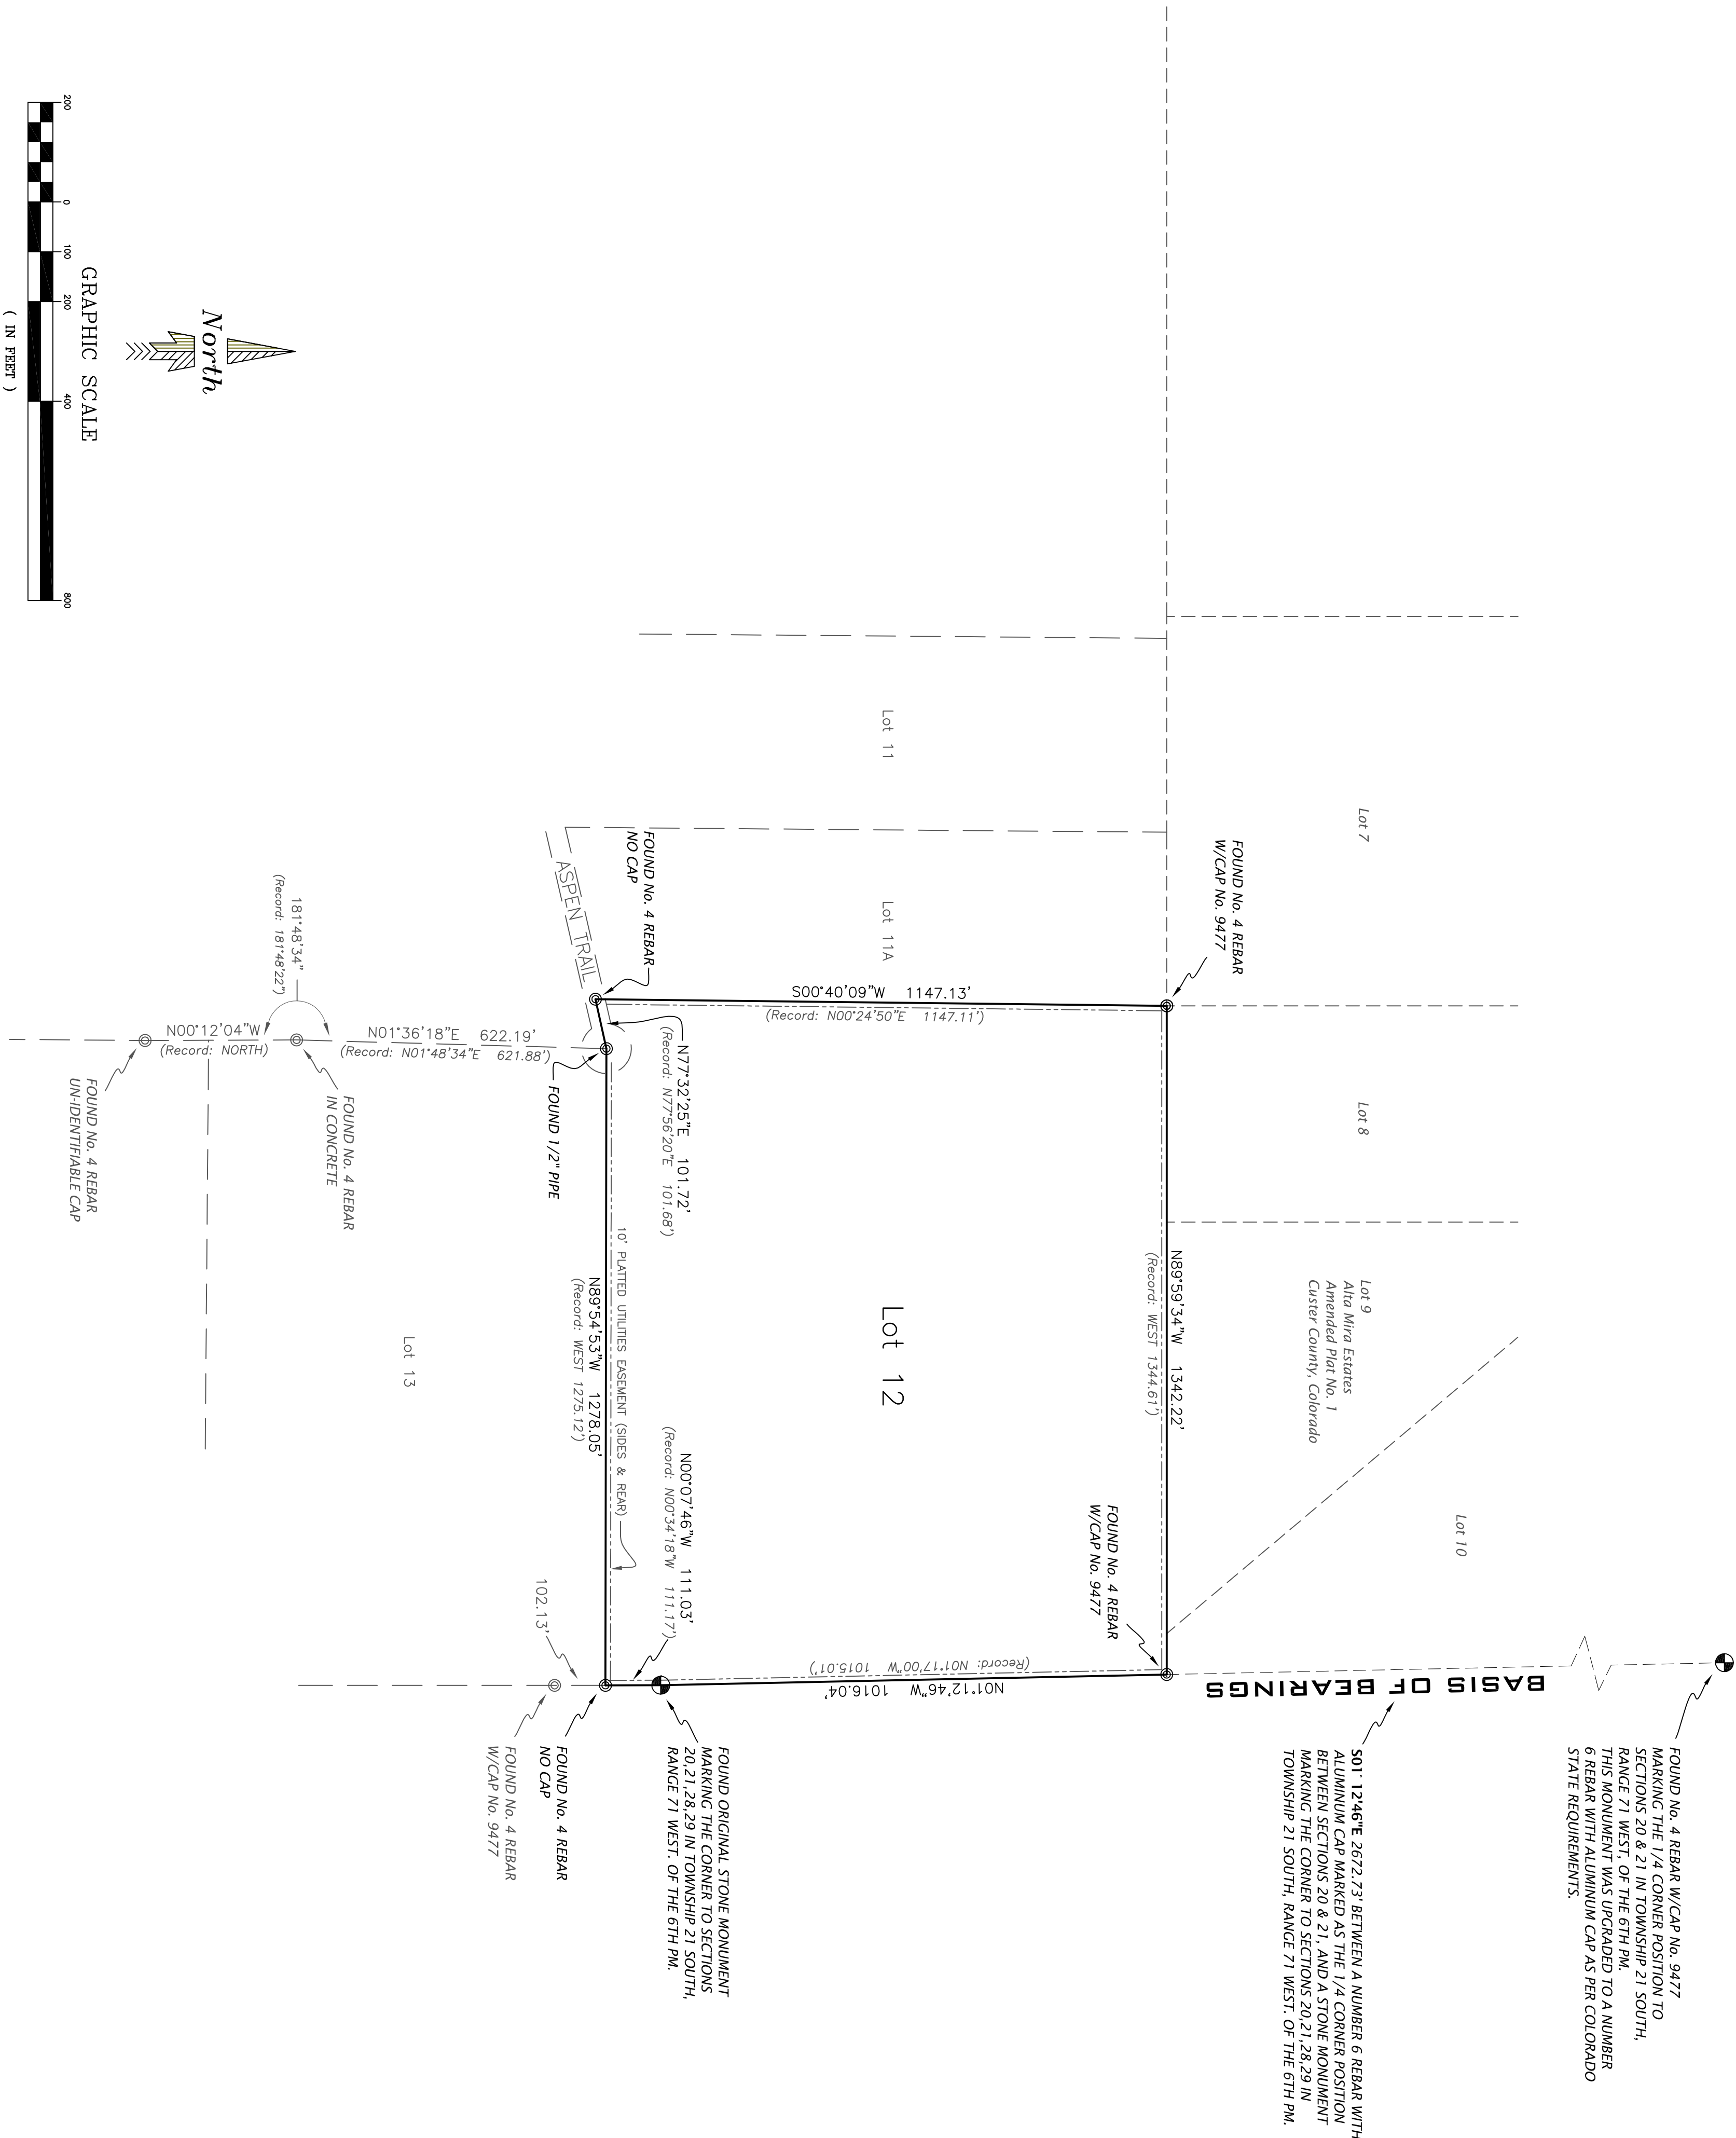 FOUND No. 4 REBAR W/CAP No. 9477
MARKING THE 1/4 CORNER POSITION TO
SECTIONS 20 & 21 IN TOWNSHIP 21 SOUTH,
RANGE 71 WEST, OF THE 6TH PM.
THIS MONUMENT WAS UPGRADED TO A NUMBER
6 REBAR WITH ALUMINUM CAP AS PER COLORADO
STATE REQUIREMENTS.
BASIS OF BEARINGS
S01° 12'46"E 2672.73' BETWEEN A NUMBER 6 REBAR WITH
ALUMINUM CAP MARKED AS THE 1/4 CORNER POSITION
BETWEEN SECTIONS 20 & 21, AND A STONE MONUMENT
MARKING THE CORNER TO SECTIONS 20,21,28,29 IN
TOWNSHIP 21 SOUTH, RANGE 71 WEST. OF THE 6TH PM.
Lot 10
Lot 7
Lot 8
Lot 9
Alta Mira Estates
Amended Plat No. 1
Custer County, Colorado
FOUND No. 4 REBAR
W/CAP No. 9477
N89°59'34"W 1342.22'
(Record: WEST 1344.61')
FOUND No. 4 REBAR
W/CAP No. 9477
Lot 11
Lot 11A
Lot 12
S00°40'09"W 1147.13'
(Record: N00°24'50"E 1147.11')
(Record: N01°17'00"W 1015.01')
N01°12'46"W 1016.04'
FOUND No. 4 REBAR
NO CAP
ASPEN TRAIL
N77°32'25"E 101.72'
(Record: N77°56'20"E 101.68')
N00°07'46"W 111.03'
(Record: N00°34'18"W 111.17')
FOUND ORIGINAL STONE MONUMENT
MARKING THE CORNER TO SECTIONS
20,21,28,29 IN TOWNSHIP 21 SOUTH,
RANGE 71 WEST. OF THE 6TH PM.
10' PLATTED UTILITIES EASEMENT (SIDES & REAR)
N89°54'53"W 1278.05'
(Record: WEST 1275.12')
FOUND 1/2" PIPE
102.13'
FOUND No. 4 REBAR
NO CAP
FOUND No. 4 REBAR
W/CAP No. 9477
Lot 13
N01°36'18"E 622.19'
(Record: N01°48'34"E 621.88')
181°48'34"
(Record: 181°48'22")
FOUND No. 4 REBAR
IN CONCRETE
N00°12'04"W
(Record: NORTH)
FOUND No. 4 REBAR
UN-IDENTIFIABLE CAP
North
GRAPHIC SCALE
200 0 100 200 400 800
( IN FEET )